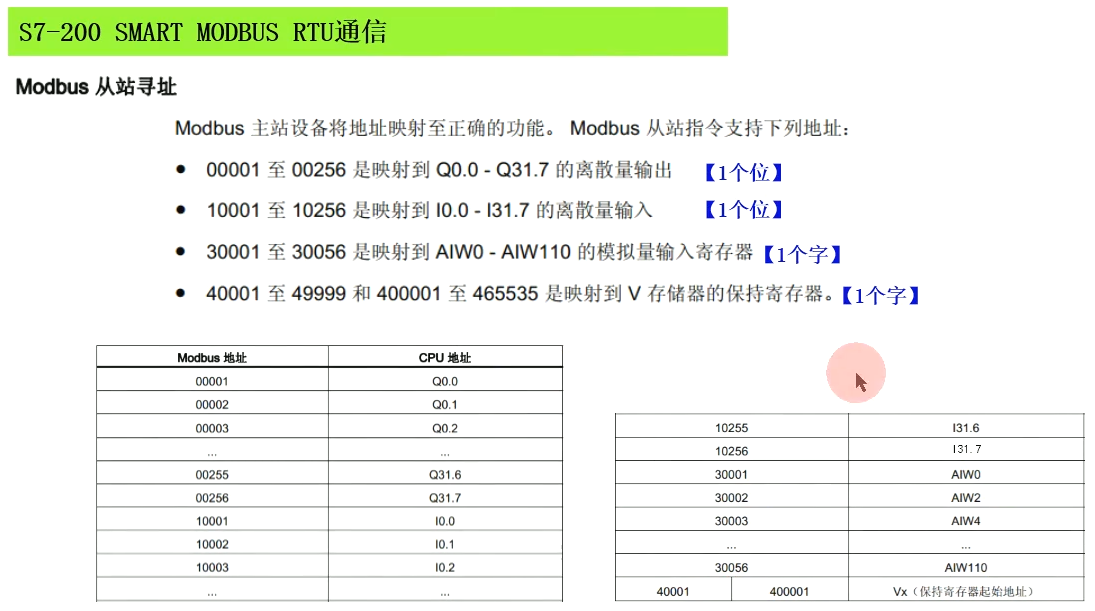 S7-200 SMART MODBUS RTU通信
Modbus 从站寻址
Modbus 主站设备将地址映射至正确的功能。 Modbus 从站指令支持下列地址：
● 00001 至 00256 是映射到 Q0.0 - Q31.7 的离散量输出 【1个位】
● 10001 至 10256 是映射到 I0.0 - I31.7 的离散量输入 【1个位】
● 30001 至 30056 是映射到 AIW0 - AIW110 的模拟量输入寄存器【1个字】
● 40001 至 49999 和 400001 至 465535 是映射到 V 存储器的保持寄存器。【1个字】
Modbus 地址 CPU 地址
00001 Q0.0
00002 Q0.1
00003 Q0.2
... ...
00255 Q31.6
00256 Q31.7
10001 I0.0
10002 I0.1
10003 I0.2
... ...
10255 I31.6
10256 I31.7
30001 AIW0
30002 AIW2
30003 AIW4
... ...
30056 AIW110
40001 400001 Vx（保持寄存器起始地址）